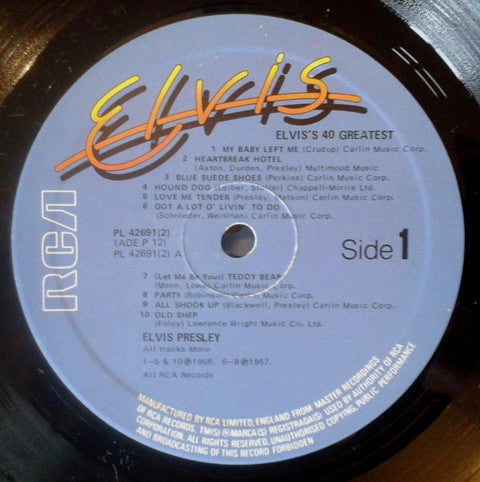 Elvis
ELVIS'S 40 GREATEST
1 MY BABY LEFT ME (Crudup) Carlin Music Corp.
2 HEARTBREAK HOTEL
(Axton, Durden, Presley) Multimood Music
3 BLUE SUEDE SHOES (Perkins) Carlin Music Corp.
4 HOUND DOG (Leiber, Stoller) Chappell-Morris Ltd.
5 LOVE ME TENDER (Presley, Matson) Carlin Music Corp.
6 GOT A LOT O' LIVIN' TO DO
(Schroeder, Weisman) Carlin Music Corp.
PL 42691(2)
(ADE P 12)
PL 42691(2) A
Side 1
RCA
7 (Let Me Be Your) TEDDY BEAR
(Mann, Lowe) Carlin Music Corp.
8 PARTY (Robinson) Carlin Music Corp.
9 ALL SHOOK UP (Blackwell, Presley) Carlin Music Corp.
10 OLD SHEP
(Foley) Lawrence Wright Music Co, Ltd.
ELVIS PRESLEY
All tracks Mono
1-5 & 10 ℗ 1956, 6-9 ℗ 1957.
All RCA Records
MANUFACTURED BY RCA LIMITED, ENGLAND FROM MASTER RECORDINGS
OF RCA RECORDS, TM(S) ® MARCA(S) REGISTRADA(S) USED BY AUTHORITY OF RCA
CORPORATION. ALL RIGHTS RESERVED. UNAUTHORISED COPYING, PUBLIC PERFORMANCE
AND BROADCASTING OF THIS RECORD FORBIDDEN